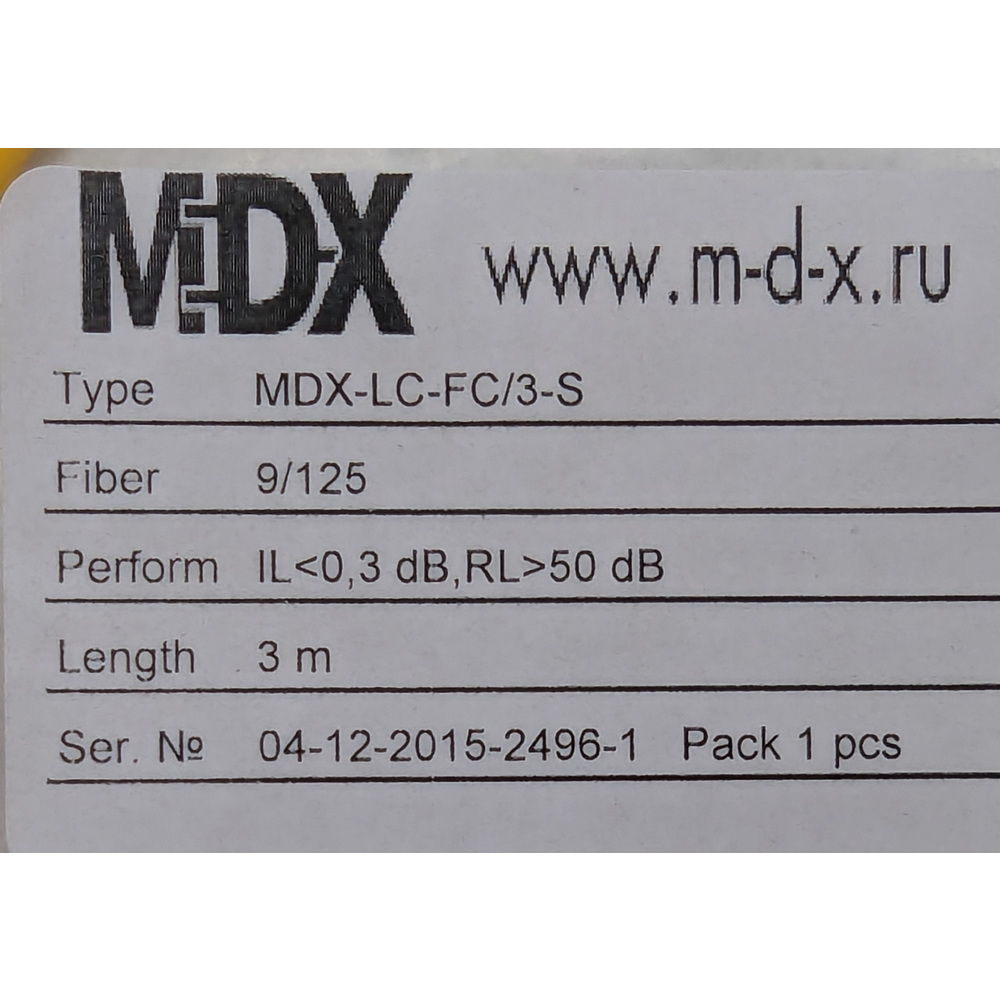 MDX www.m-d-x.ru
Type MDX-LC-FC/3-S
Fiber 9/125
Perform IL<0,3 dB,RL>50 dB
Length 3 m
Ser. № 04-12-2015-2496-1 Pack 1 pcs